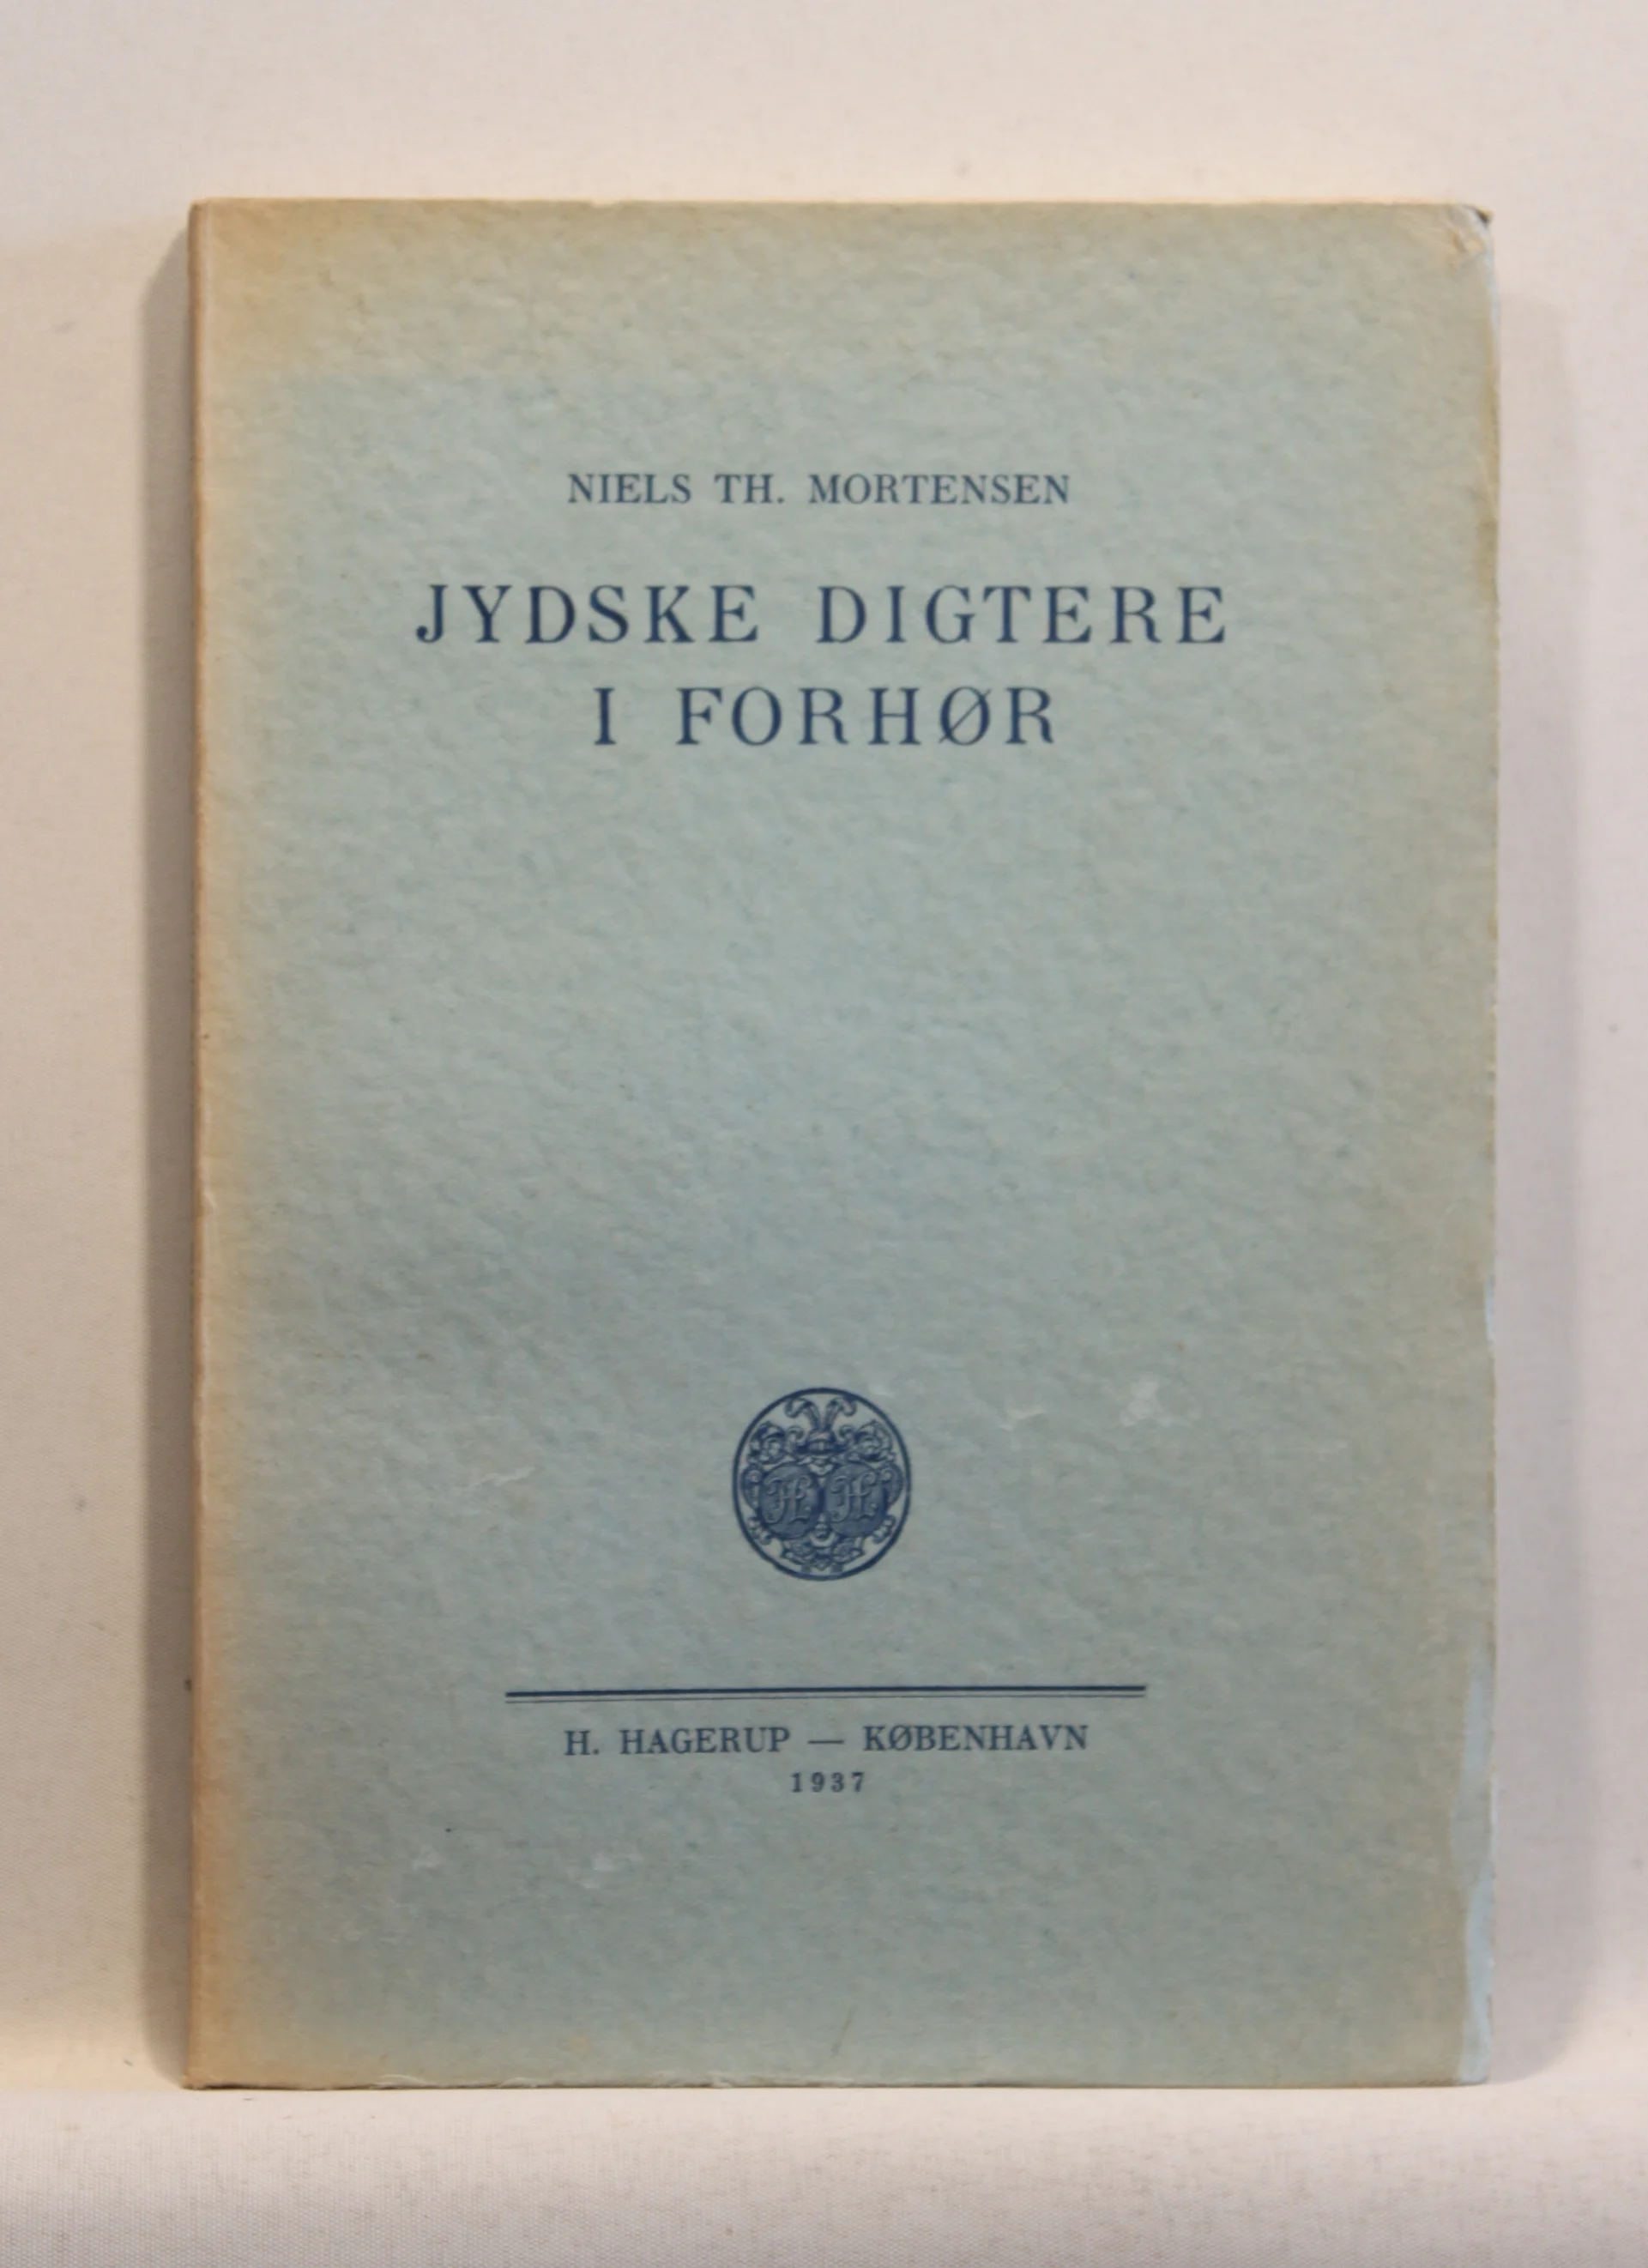 NIELS TH. MORTENSEN
JYDSKE DIGTERE
I FORHØR
H. H.
H. HAGERUP — KØBENHAVN
1937